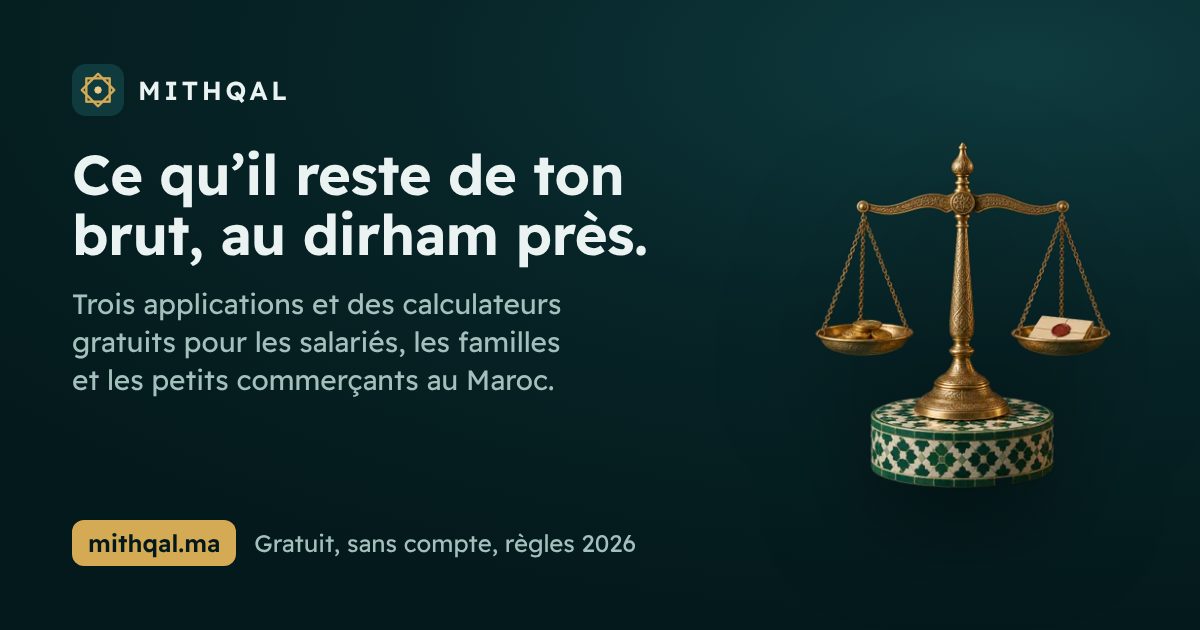 MITHQAL
Ce qu’il reste de ton
brut, au dirham près.
Trois applications et des calculateurs
gratuits pour les salariés, les familles
et les petits commerçants au Maroc.
mithqal.ma Gratuit, sans compte, règles 2026